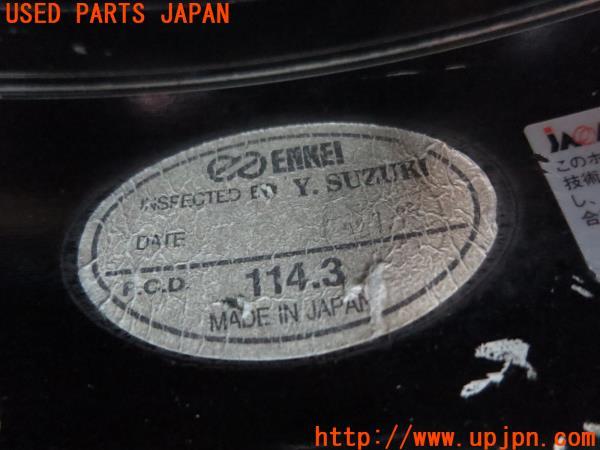 USED PARTS JAPAN
ENKEI
INSPECTED BY Y. SUZUKI
DATE
P.C.D. 114.3
MADE IN JAPAN
このホ
技術
し、
合
http://www.upjpn.com/